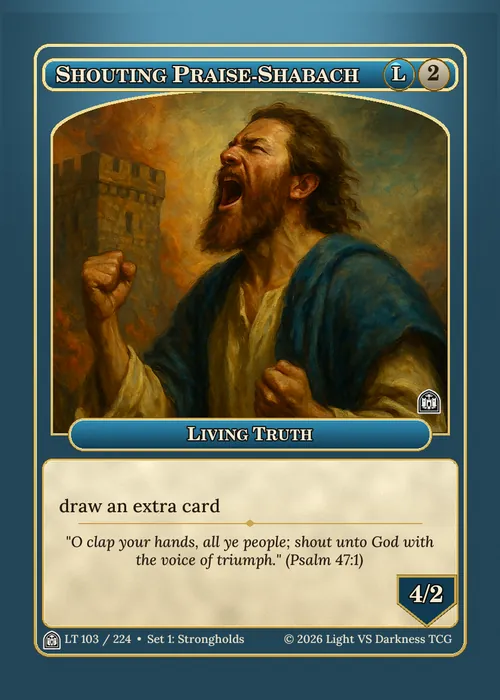 Shouting Praise-Shabach L 2
Living Truth
draw an extra card
"O clap your hands, all ye people; shout unto God with
the voice of triumph." (Psalm 47:1)
4/2
LT 103 / 224 • Set 1: Strongholds © 2026 Light VS Darkness TCG